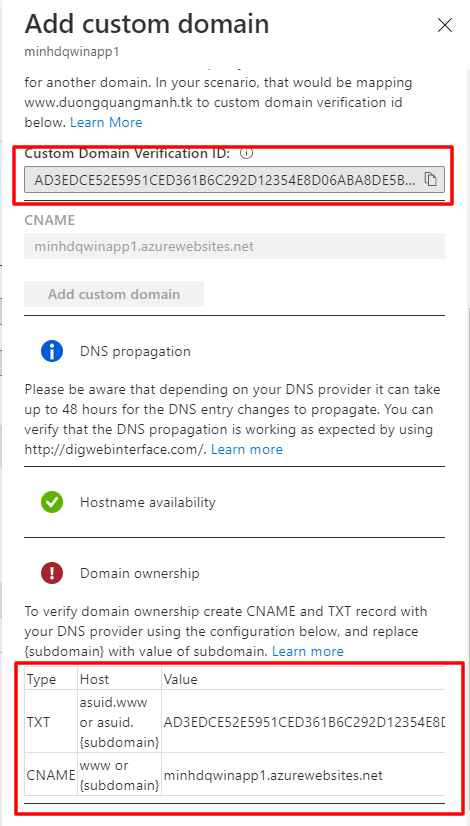 Add custom domain
minhdqwinapp1
for another domain. In your scenario, that would be mapping
www.duongquangmanh.tk to custom domain verification id
below. Learn More
Custom Domain Verification ID:
AD3EDCE52E5951CED361B6C292D12354E8D06ABA8DE5B...
CNAME
minhdqwinapp1.azurewebsites.net
Add custom domain
DNS propagation
Please be aware that depending on your DNS provider it can take
up to 48 hours for the DNS entry changes to propagate. You can
verify that the DNS propagation is working as expected by using
http://digwebinterface.com/. Learn more
Hostname availability
Domain ownership
To verify domain ownership create CNAME and TXT record with
your DNS provider using the configuration below, and replace
{subdomain} with value of subdomain. Learn more
Type Host Value
asuid.www
TXT or asuid. AD3EDCE52E5951CED361B6C292D12354E8D
{subdomain}
CNAME www or minhdqwinapp1.azurewebsites.net
{subdomain}